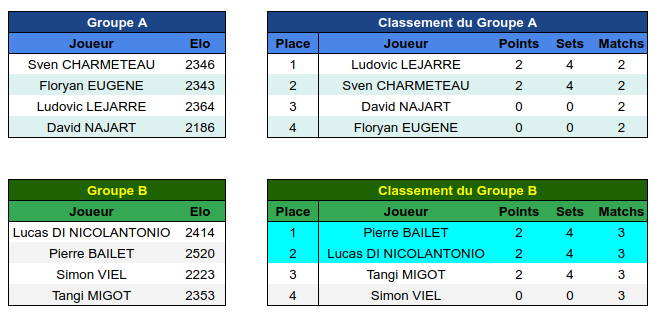 Groupe A
Joueur Elo
Sven CHARMETEAU 2346
Floryan EUGENE 2343
Ludovic LEJARRE 2364
David NAJART 2186
Classement du Groupe A
Place Joueur Points Sets Matchs
1 Ludovic LEJARRE 2 4 2
2 Sven CHARMETEAU 2 4 2
3 David NAJART 0 0 2
4 Floryan EUGENE 0 0 2
Groupe B
Joueur Elo
Lucas DI NICOLANTONIO 2414
Pierre BAILET 2520
Simon VIEL 2223
Tangi MIGOT 2353
Classement du Groupe B
Place Joueur Points Sets Matchs
1 Pierre BAILET 2 4 3
2 Lucas DI NICOLANTONIO 2 4 3
3 Tangi MIGOT 2 4 3
4 Simon VIEL 0 0 3